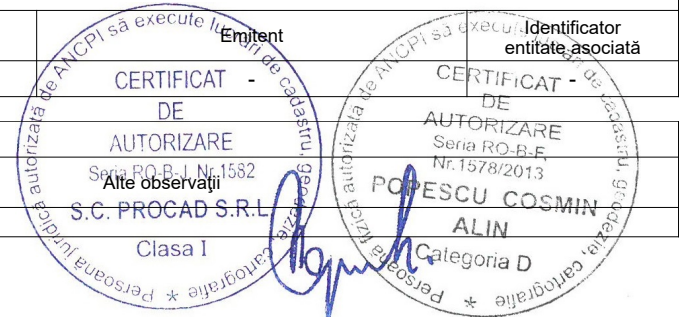 Emitent
Identificator
entitate asociată
-
-
Alte observaţii
Persoană juridică autorizată de ANCPI să execute lucrări de cadastru, geodezie, cartografie *
CERTIFICAT
DE
AUTORIZARE
Seria RO-B-J, Nr.1582
S.C. PROCAD S.R.L
Clasa I
Persoană fizică autorizată de ANCPI să execute lucrări de cadastru, geodezie, cartografie *
CERTIFICAT
DE
AUTORIZARE
Seria RO-B-F,
Nr.1578/2013
POPESCU COSMIN
ALIN
Categoria D